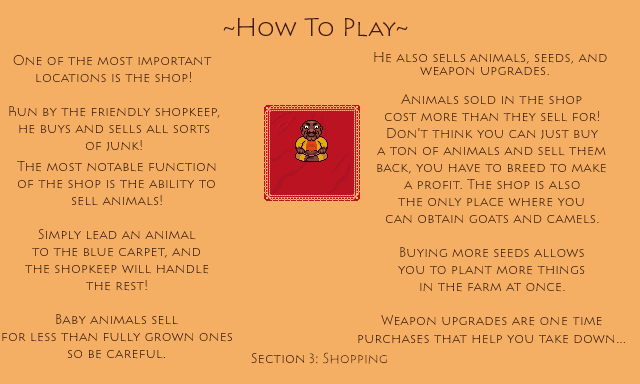 ~How To Play~
One of the most important
locations is the shop!
Run by the friendly shopkeep,
he buys and sells all sorts
of junk!
The most notable function
of the shop is the ability to
sell animals!
Simply lead an animal
to the blue carpet, and
the shopkeep will handle
the rest!
Baby animals sell
for less than fully grown ones
so be careful.
He also sells animals, seeds, and
weapon upgrades.
Animals sold in the shop
cost more than they sell for!
Don't think you can just buy
a ton of animals and sell them
back, you have to breed to make
a profit. The shop is also
the only place where you
can obtain goats and camels.
Buying more seeds allows
you to plant more things
in the farm at once.
Weapon upgrades are one time
purchases that help you take down...
Section 3: Shopping